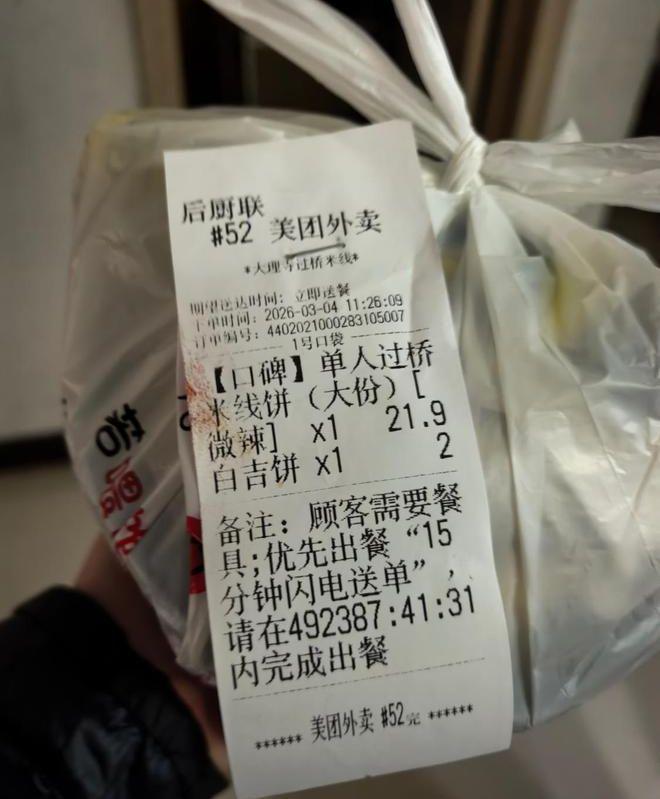 后厨联
#52 美团外卖
*大理寺过桥米线*
期望送达时间: 立即送餐
下单时间: 2026-03-04 11:26:09
订单编号: 4402021000283105007
1号口袋
【口碑】单人过桥
米线饼（大份）[
微辣] x1 21.9
白吉饼 x1 2
备注: 顾客需要餐
具;优先出餐“15
分钟闪电送单”,
请在492387:41:31
内完成出餐
****** 美团外卖 #52完 ******